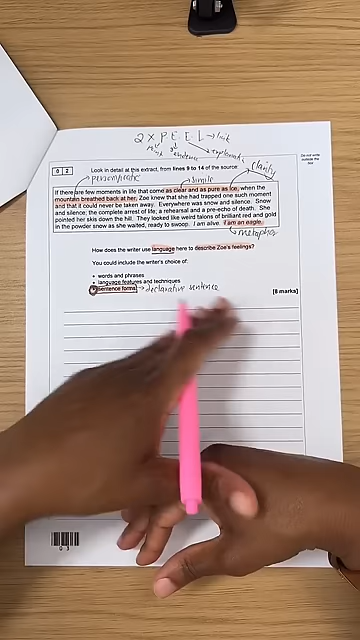 2 X P E E L → link
point evidence explanation
Do not write outside the box
0 2 Look in detail at this extract, from lines 9 to 14 of the source:
clarity
simile
If there are few moments in life that come as clear and as pure as ice, when the
mountain breathed back at her, Zoe knew that she had trapped one such moment
and that it could never be taken away. Everywhere was snow and silence. Snow
and silence; the complete arrest of life; a rehearsal and a pre-echo of death. She
pointed her skis down the hill. They looked like weird talons of brilliant red and gold
in the powder snow as she waited, ready to swoop. I am alive. I am an eagle.
metaphor
How does the writer use language here to describe Zoe's feelings?
You could include the writer's choice of:
• words and phrases
• language features and techniques
• sentence forms. → declarative sentence
[8 marks]
0 3